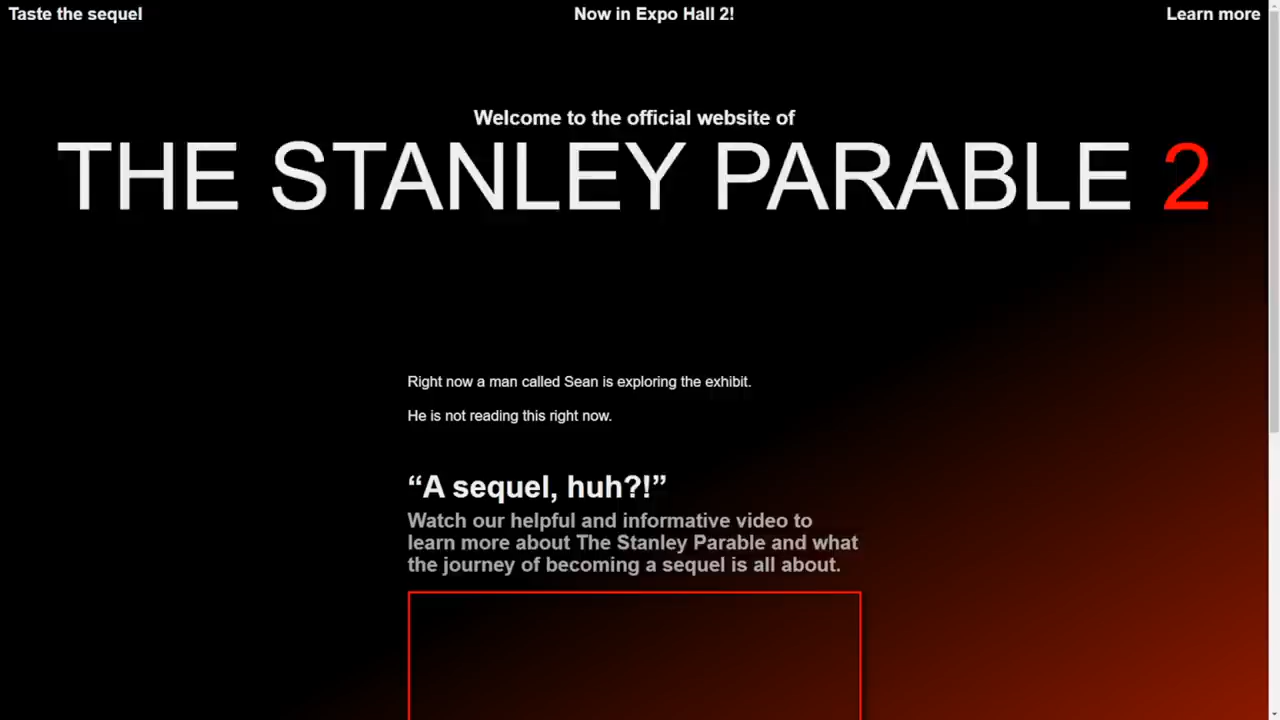 Taste the sequel
Now in Expo Hall 2!
Learn more
Welcome to the official website of
THE STANLEY PARABLE 2
Right now a man called Sean is exploring the exhibit.
He is not reading this right now.
“A sequel, huh?!”
Watch our helpful and informative video to
learn more about The Stanley Parable and what
the journey of becoming a sequel is all about.